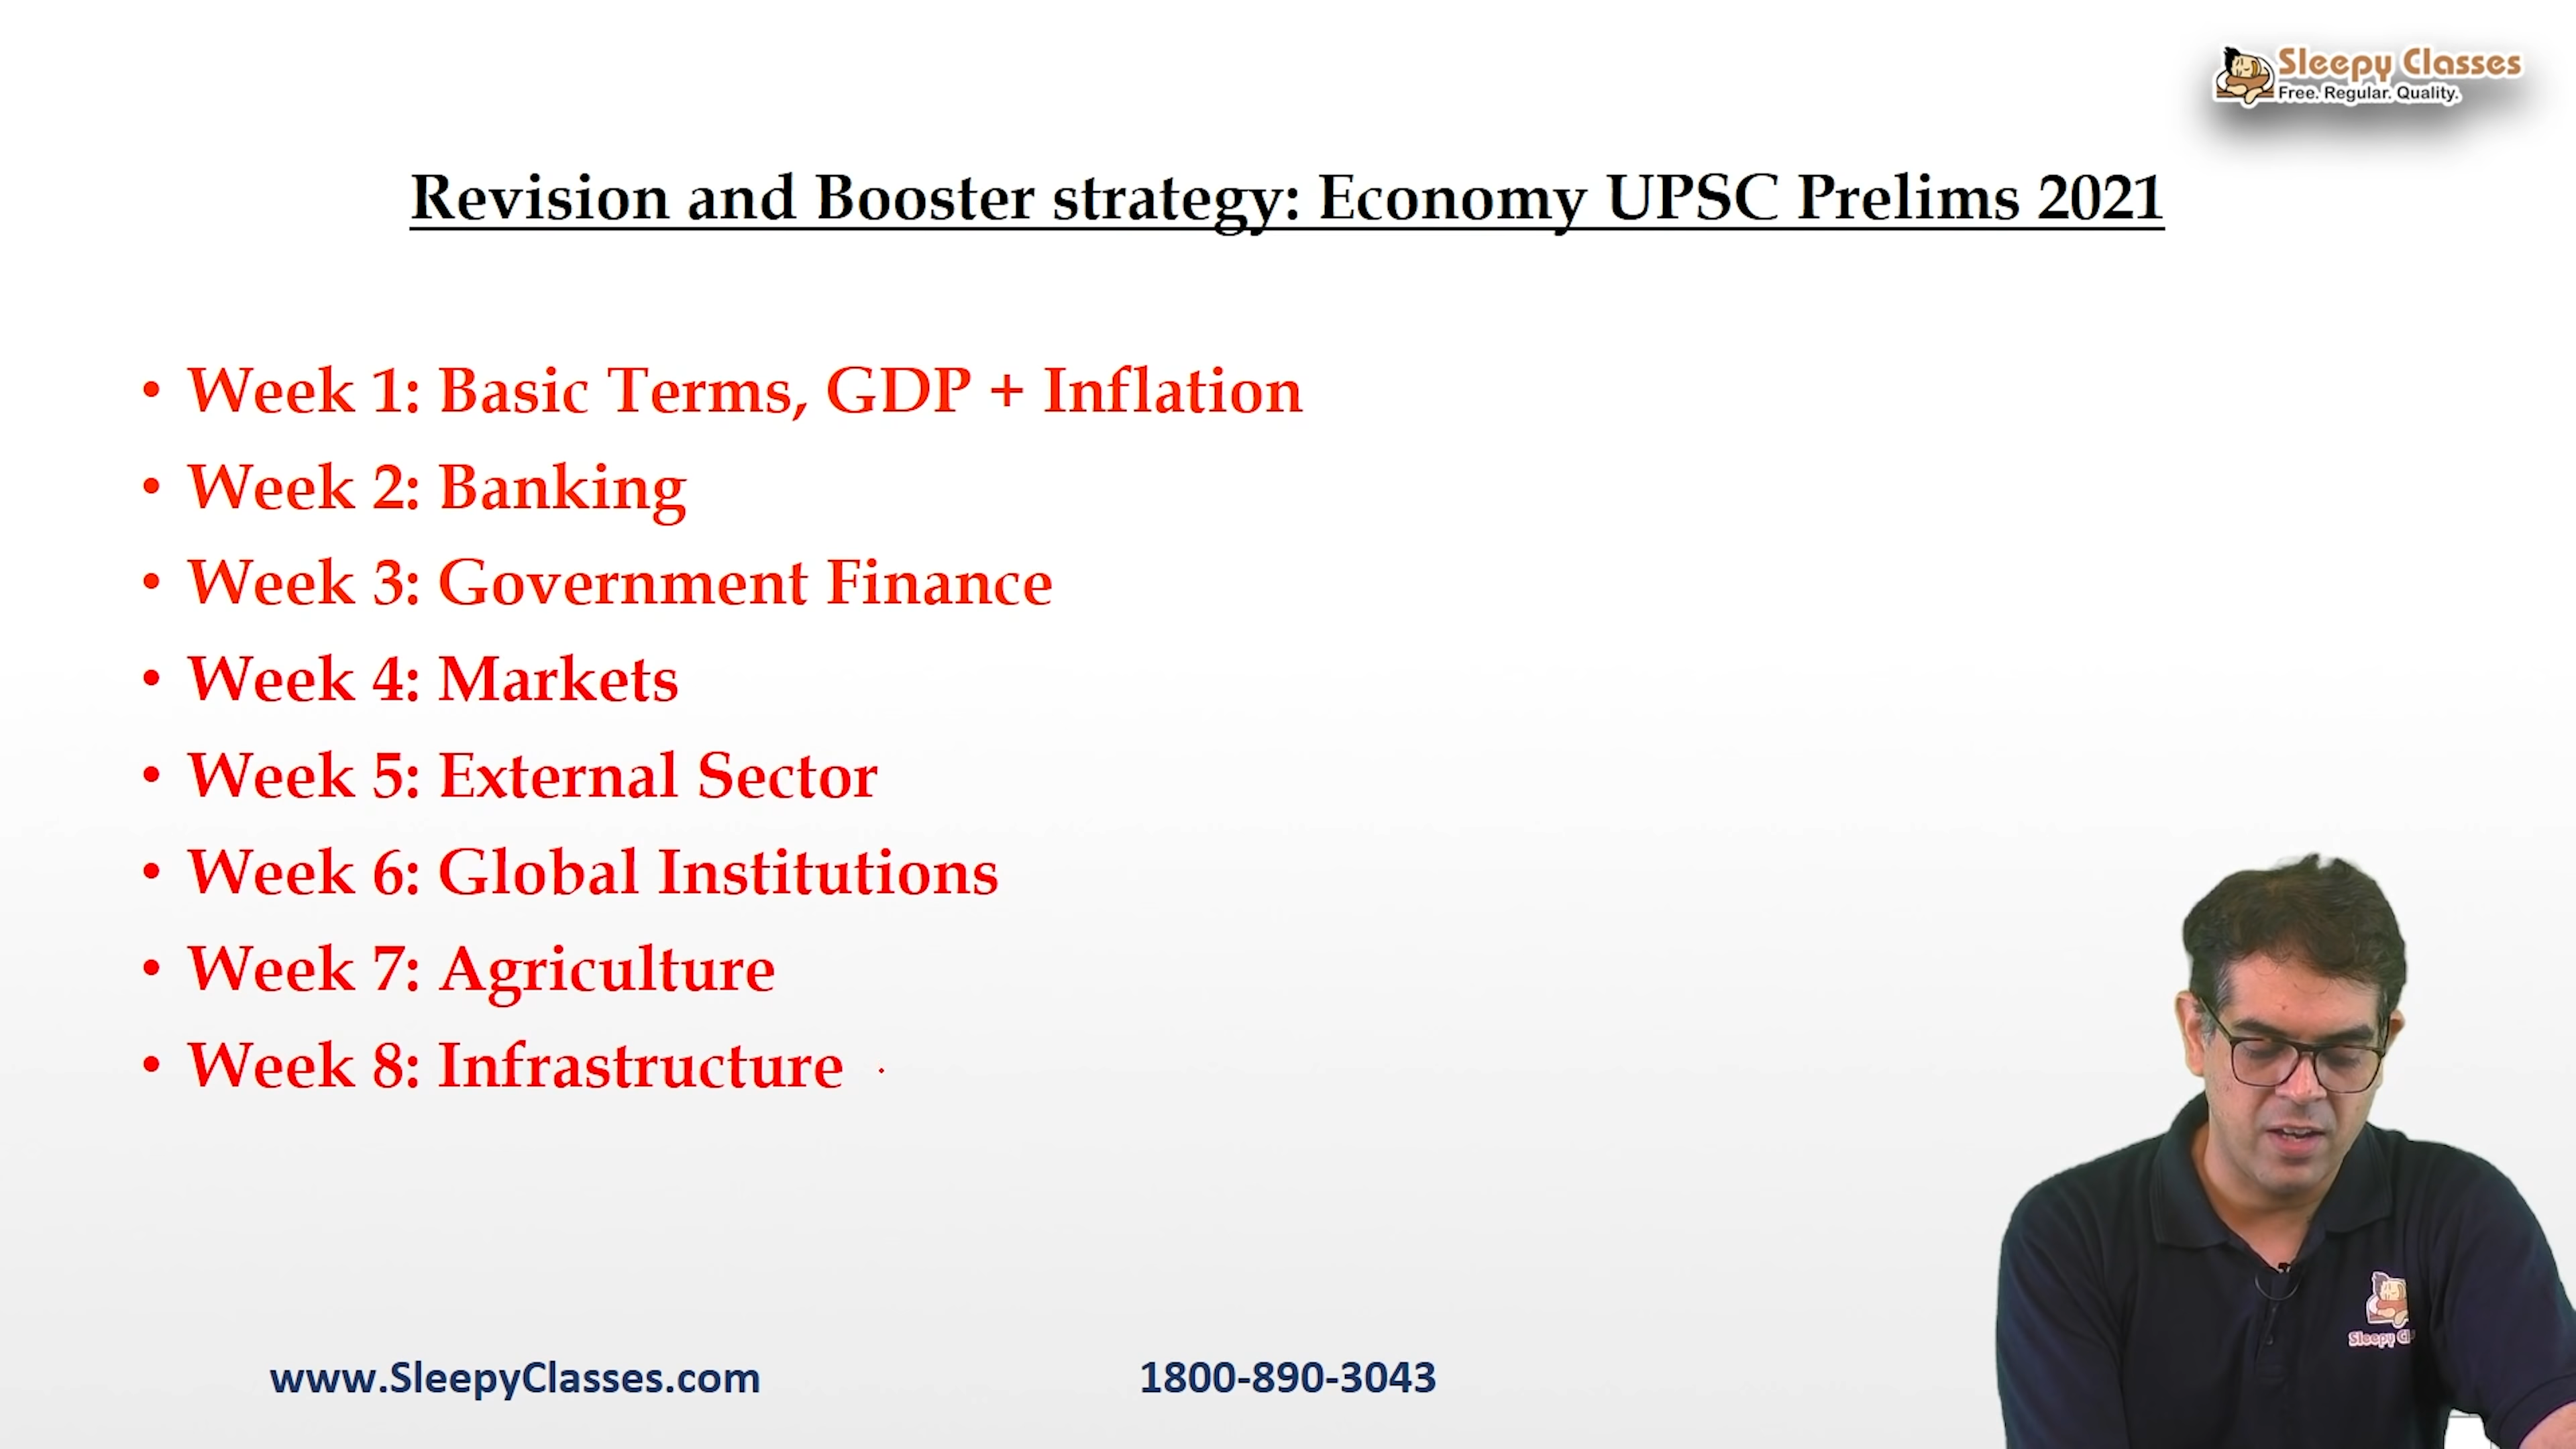 Sleepy Classes
Free. Regular. Quality.
Revision and Booster strategy: Economy UPSC Prelims 2021
• Week 1: Basic Terms, GDP + Inflation
• Week 2: Banking
• Week 3: Government Finance
• Week 4: Markets
• Week 5: External Sector
• Week 6: Global Institutions
• Week 7: Agriculture
• Week 8: Infrastructure
Sleepy
www.SleepyClasses.com
1800-890-3043